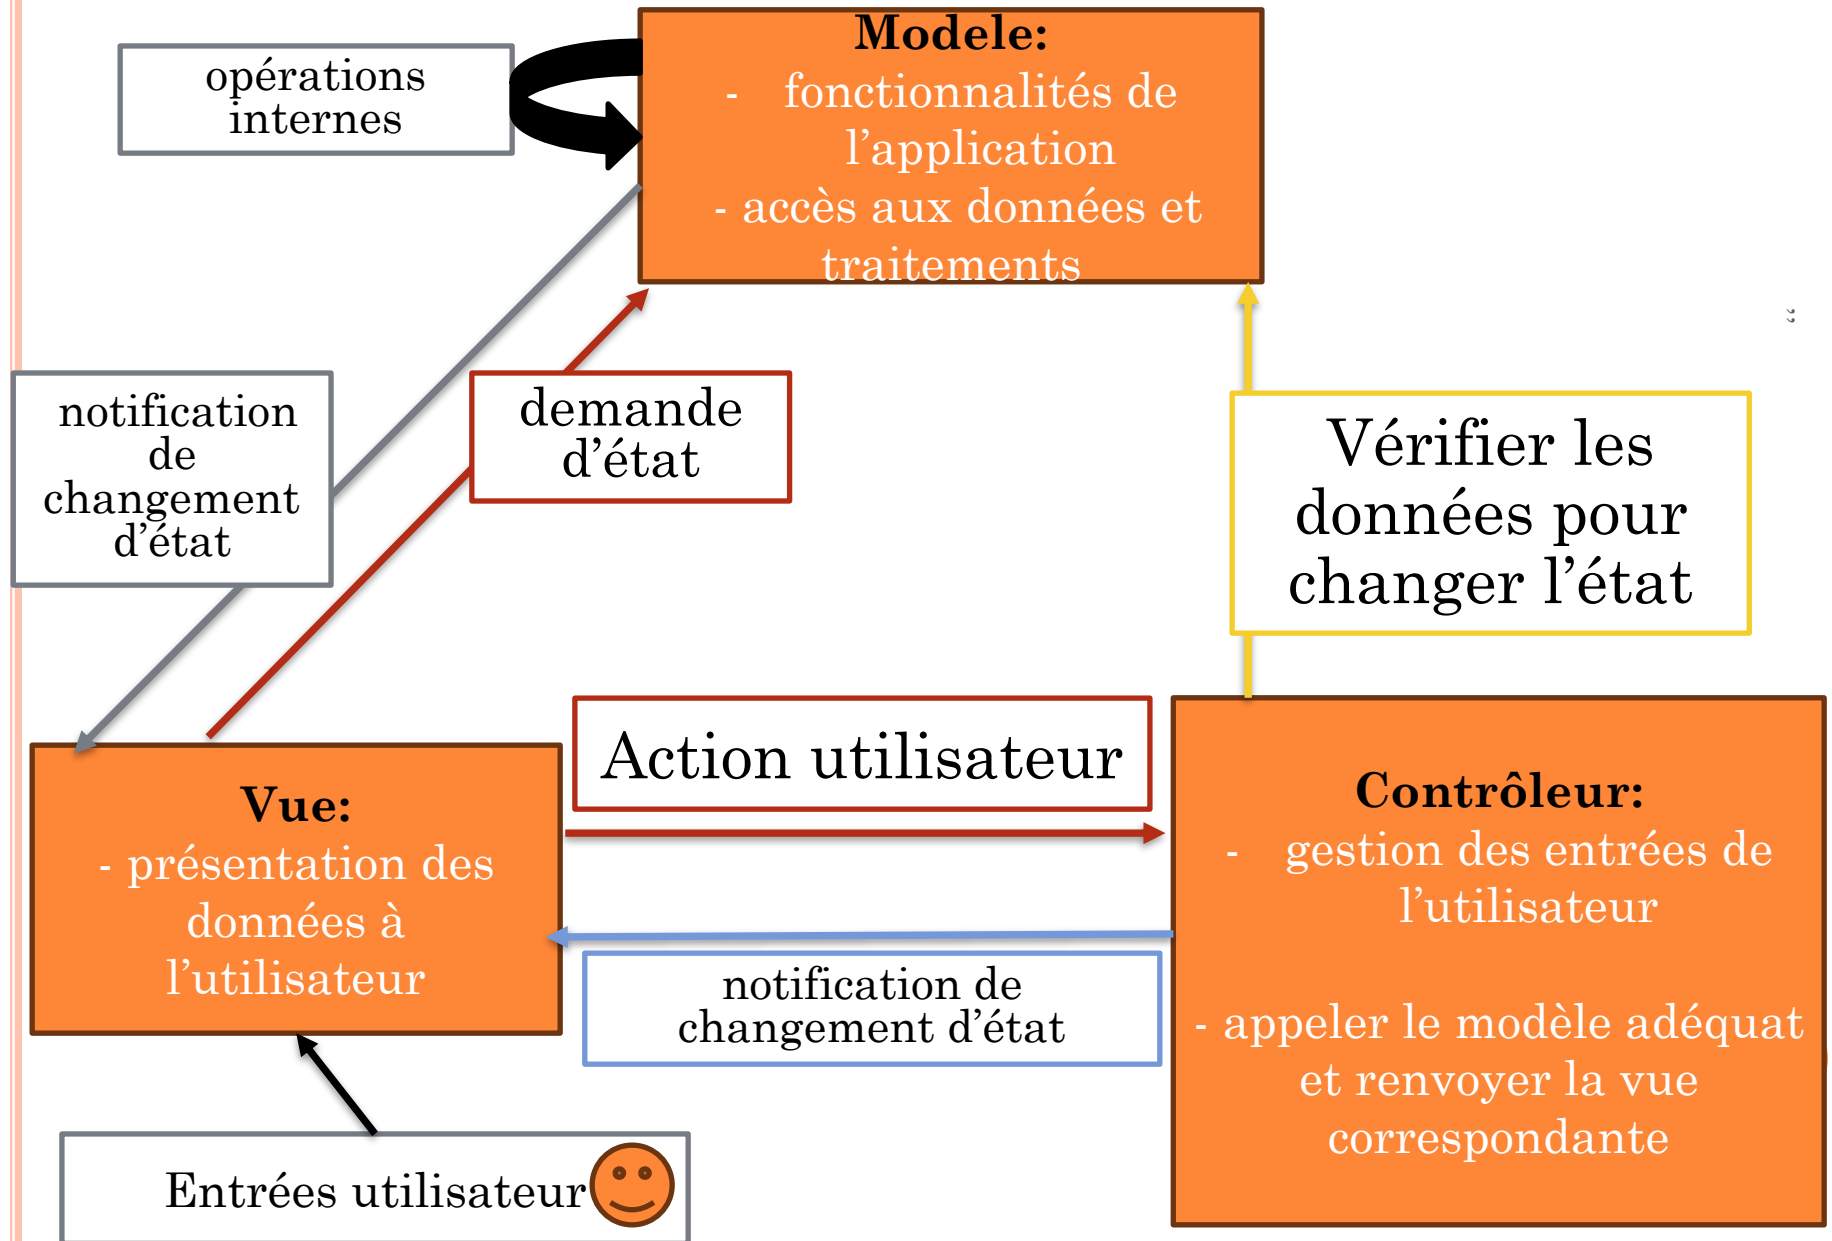 opérations
internes
Modele:
- fonctionnalités de
l’application
- accès aux données et
traitements
”
notification
de
changement
d’état
demande
d’état
Vérifier les
données pour
changer l’état
Action utilisateur
Vue:
- présentation des
données à
l’utilisateur
Contrôleur:
- gestion des entrées de
l’utilisateur
- appeler le modèle adéquat
et renvoyer la vue
correspondante
notification de
changement d’état
Entrées utilisateur